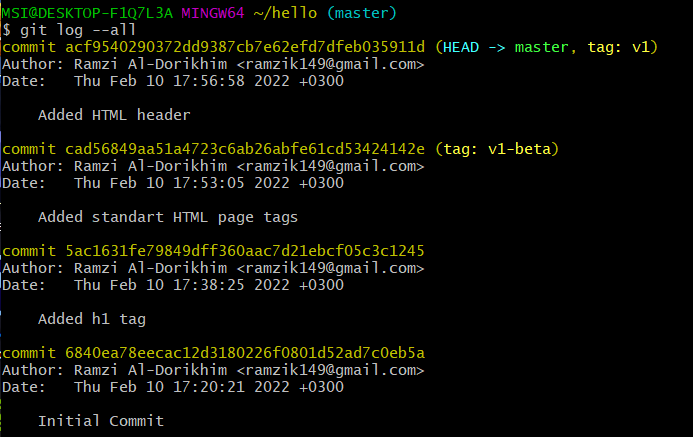 MSI@DESKTOP-F1Q7L3A MINGW64 ~/hello (master)
$ git log --all
commit acf9540290372dd9387cb7e62efd7dfeb035911d (HEAD -> master, tag: v1)
Author: Ramzi Al-Dorikhim <ramzik149@gmail.com>
Date:   Thu Feb 10 17:56:58 2022 +0300
    Added HTML header
commit cad56849aa51a4723c6ab26abfe61cd53424142e (tag: v1-beta)
Author: Ramzi Al-Dorikhim <ramzik149@gmail.com>
Date:   Thu Feb 10 17:53:05 2022 +0300
    Added standart HTML page tags
commit 5ac1631fe79849dff360aac7d21ebcf05c3c1245
Author: Ramzi Al-Dorikhim <ramzik149@gmail.com>
Date:   Thu Feb 10 17:38:25 2022 +0300
    Added h1 tag
commit 6840ea78eecac12d3180226f0801d52ad7c0eb5a
Author: Ramzi Al-Dorikhim <ramzik149@gmail.com>
Date:   Thu Feb 10 17:20:21 2022 +0300
    Initial Commit